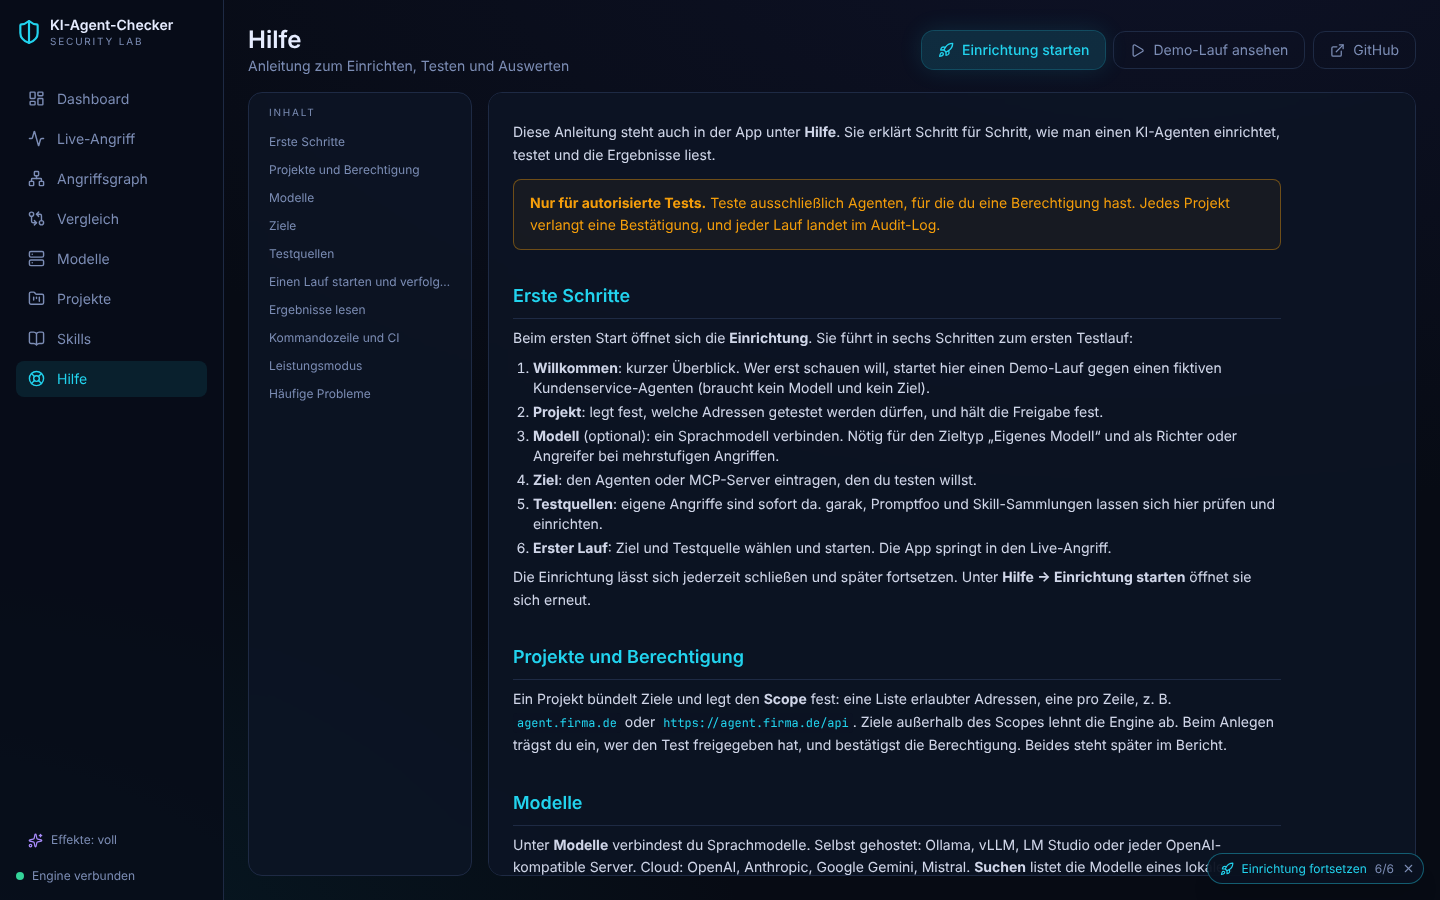 KI-Agent-Checker
SECURITY LAB
Dashboard
Live-Angriff
Angriffsgraph
Vergleich
Modelle
Projekte
Skills
Hilfe
Effekte: voll
Engine verbunden
Hilfe
Anleitung zum Einrichten, Testen und Auswerten
Einrichtung starten
Demo-Lauf ansehen
GitHub
INHALT
Erste Schritte
Projekte und Berechtigung
Modelle
Ziele
Testquellen
Einen Lauf starten und verfolg...
Ergebnisse lesen
Kommandozeile und CI
Leistungsmodus
Häufige Probleme
Diese Anleitung steht auch in der App unter Hilfe. Sie erklärt Schritt für Schritt, wie man einen KI-Agenten einrichtet,
testet und die Ergebnisse liest.
Nur für autorisierte Tests. Teste ausschließlich Agenten, für die du eine Berechtigung hast. Jedes Projekt
verlangt eine Bestätigung, und jeder Lauf landet im Audit-Log.
Erste Schritte
Beim ersten Start öffnet sich die Einrichtung. Sie führt in sechs Schritten zum ersten Testlauf:
1. Willkommen: kurzer Überblick. Wer erst schauen will, startet hier einen Demo-Lauf gegen einen fiktiven
Kundenservice-Agenten (braucht kein Modell und kein Ziel).
2. Projekt: legt fest, welche Adressen getestet werden dürfen, und hält die Freigabe fest.
3. Modell (optional): ein Sprachmodell verbinden. Nötig für den Zieltyp „Eigenes Modell“ und als Richter oder
Angreifer bei mehrstufigen Angriffen.
4. Ziel: den Agenten oder MCP-Server eintragen, den du testen willst.
5. Testquellen: eigene Angriffe sind sofort da. garak, Promptfoo und Skill-Sammlungen lassen sich hier prüfen und
einrichten.
6. Erster Lauf: Ziel und Testquelle wählen und starten. Die App springt in den Live-Angriff.
Die Einrichtung lässt sich jederzeit schließen und später fortsetzen. Unter Hilfe → Einrichtung starten öffnet sie
sich erneut.
Projekte und Berechtigung
Ein Projekt bündelt Ziele und legt den Scope fest: eine Liste erlaubter Adressen, eine pro Zeile, z. B.
agent.firma.de oder https://agent.firma.de/api. Ziele außerhalb des Scopes lehnt die Engine ab. Beim Anlegen
trägst du ein, wer den Test freigegeben hat, und bestätigst die Berechtigung. Beides steht später im Bericht.
Modelle
Unter Modelle verbindest du Sprachmodelle. Selbst gehostet: Ollama, vLLM, LM Studio oder jeder OpenAI-
kompatible Server. Cloud: OpenAI, Anthropic, Google Gemini, Mistral. Suchen listet die Modelle eines
Einrichtung fortsetzen 6/6